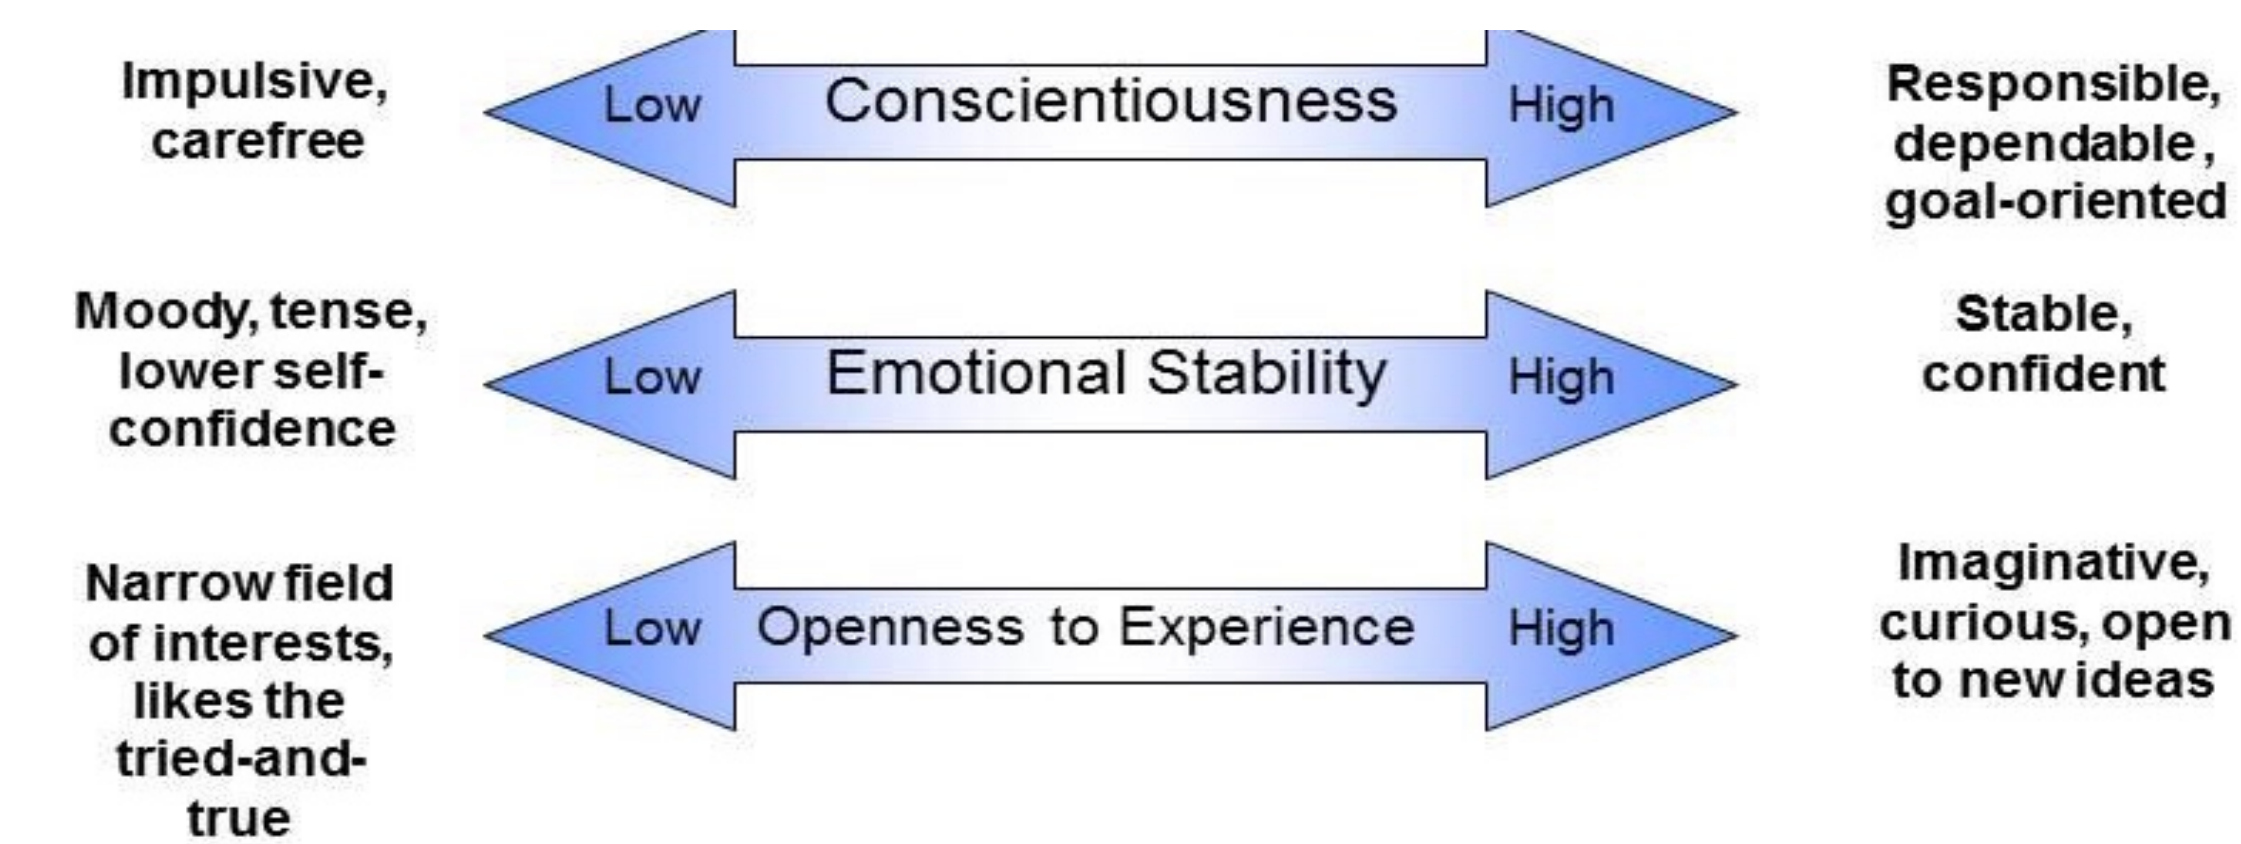 Impulsive,
carefree
Low
Conscientiousness
High
Responsible,
dependable,
goal-oriented
Moody, tense,
lower self-
confidence
Low
Emotional Stability
High
Stable,
confident
Narrow field
of interests,
likes the
tried-and-
true
Low
Openness to Experience
High
Imaginative,
curious, open
to new ideas